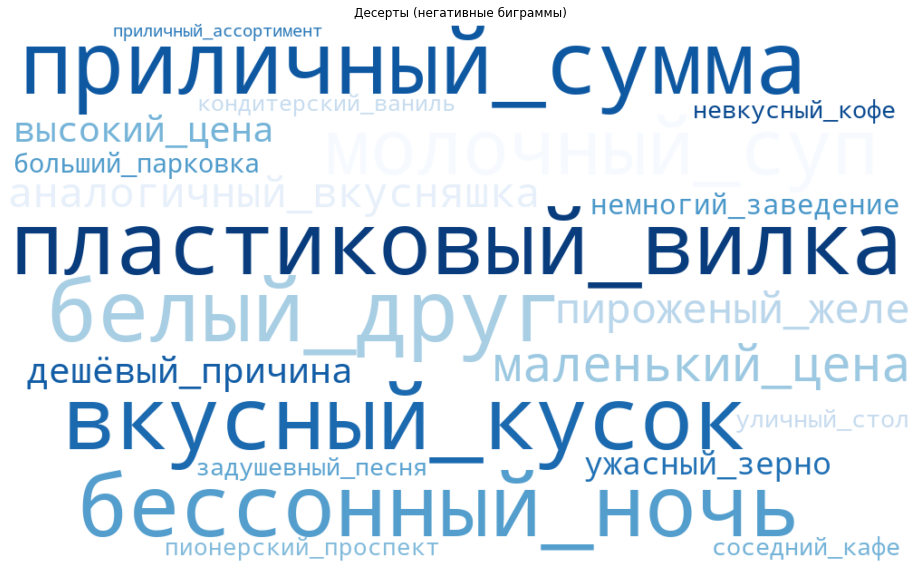 Десерты (негативные биграммы)
приличный_ассортимент
приличный_сумма
кондитерский_ваниль
невкусный_кофе
высокий_цена
молочный_суп
больший_парковка
аналогичный_вкусняшка
немногий_заведение
пластиковый_вилка
белый_друг
пироженый_желе
дешёвый_причина
маленький_цена
вкусный_кусок
уличный_стол
задушевный_песня
ужасный_зерно
бессонный_ночь
пионерский_проспект
соседний_кафе